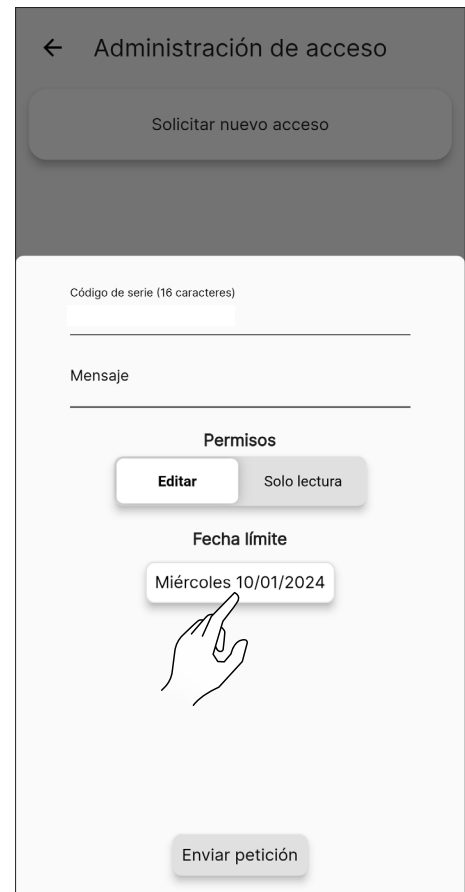 Administración de acceso
Solicitar nuevo acceso
Código de serie (16 caracteres)
Mensaje
Permisos
Editar Solo lectura
Fecha límite
Miércoles 10/01/2024
Enviar petición